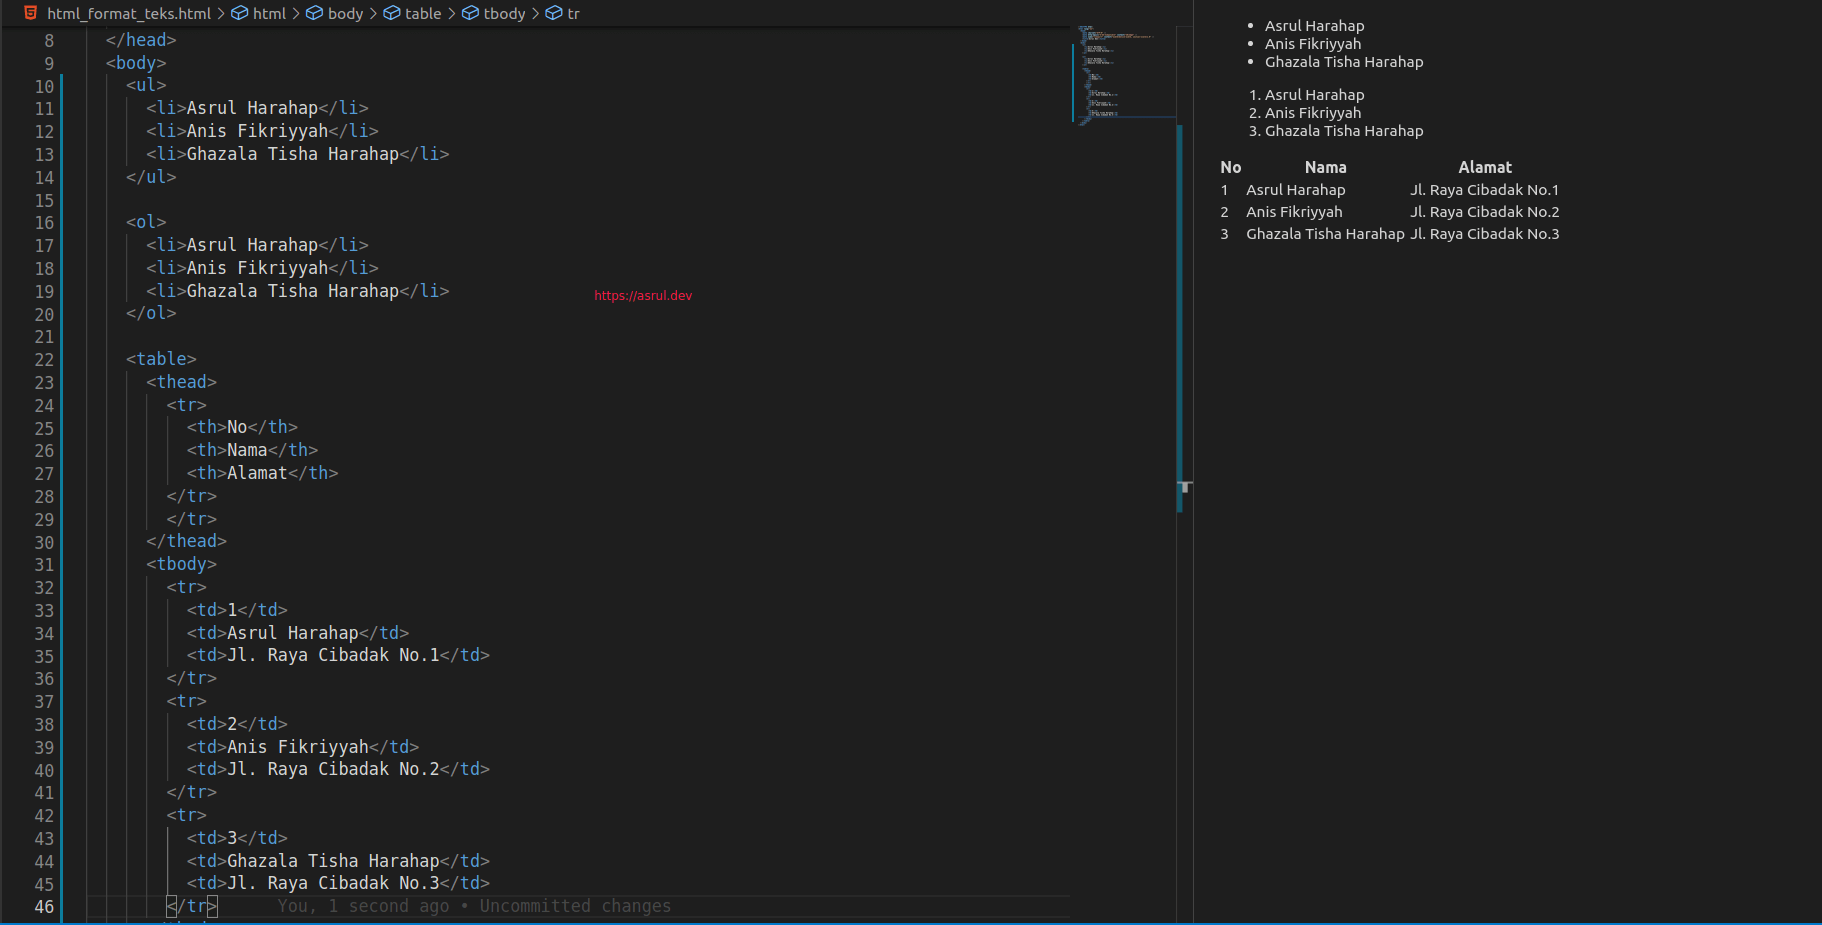 html_format_teks.html > html > body > table > tbody > tr
8 </head>
9 <body>
10 <ul>
11 <li>Asrul Harahap</li>
12 <li>Anis Fikriyyah</li>
13 <li>Ghazala Tisha Harahap</li>
14 </ul>
15
16 <ol>
17 <li>Asrul Harahap</li>
18 <li>Anis Fikriyyah</li>
19 <li>Ghazala Tisha Harahap</li>
https://asrul.dev
20 </ol>
21
22 <table>
23 <thead>
24 <tr>
25 <th>No</th>
26 <th>Nama</th>
27 <th>Alamat</th>
28 </tr>
29 </tr>
30 </thead>
31 <tbody>
32 <tr>
33 <td>1</td>
34 <td>Asrul Harahap</td>
35 <td>Jl. Raya Cibadak No.1</td>
36 </tr>
37 <tr>
38 <td>2</td>
39 <td>Anis Fikriyyah</td>
40 <td>Jl. Raya Cibadak No.2</td>
41 </tr>
42 <tr>
43 <td>3</td>
44 <td>Ghazala Tisha Harahap</td>
45 <td>Jl. Raya Cibadak No.3</td>
46 </tr> You, 1 second ago • Uncommitted changes
• Asrul Harahap
• Anis Fikriyyah
• Ghazala Tisha Harahap
1. Asrul Harahap
2. Anis Fikriyyah
3. Ghazala Tisha Harahap
No Nama Alamat
1 Asrul Harahap Jl. Raya Cibadak No.1
2 Anis Fikriyyah Jl. Raya Cibadak No.2
3 Ghazala Tisha Harahap Jl. Raya Cibadak No.3